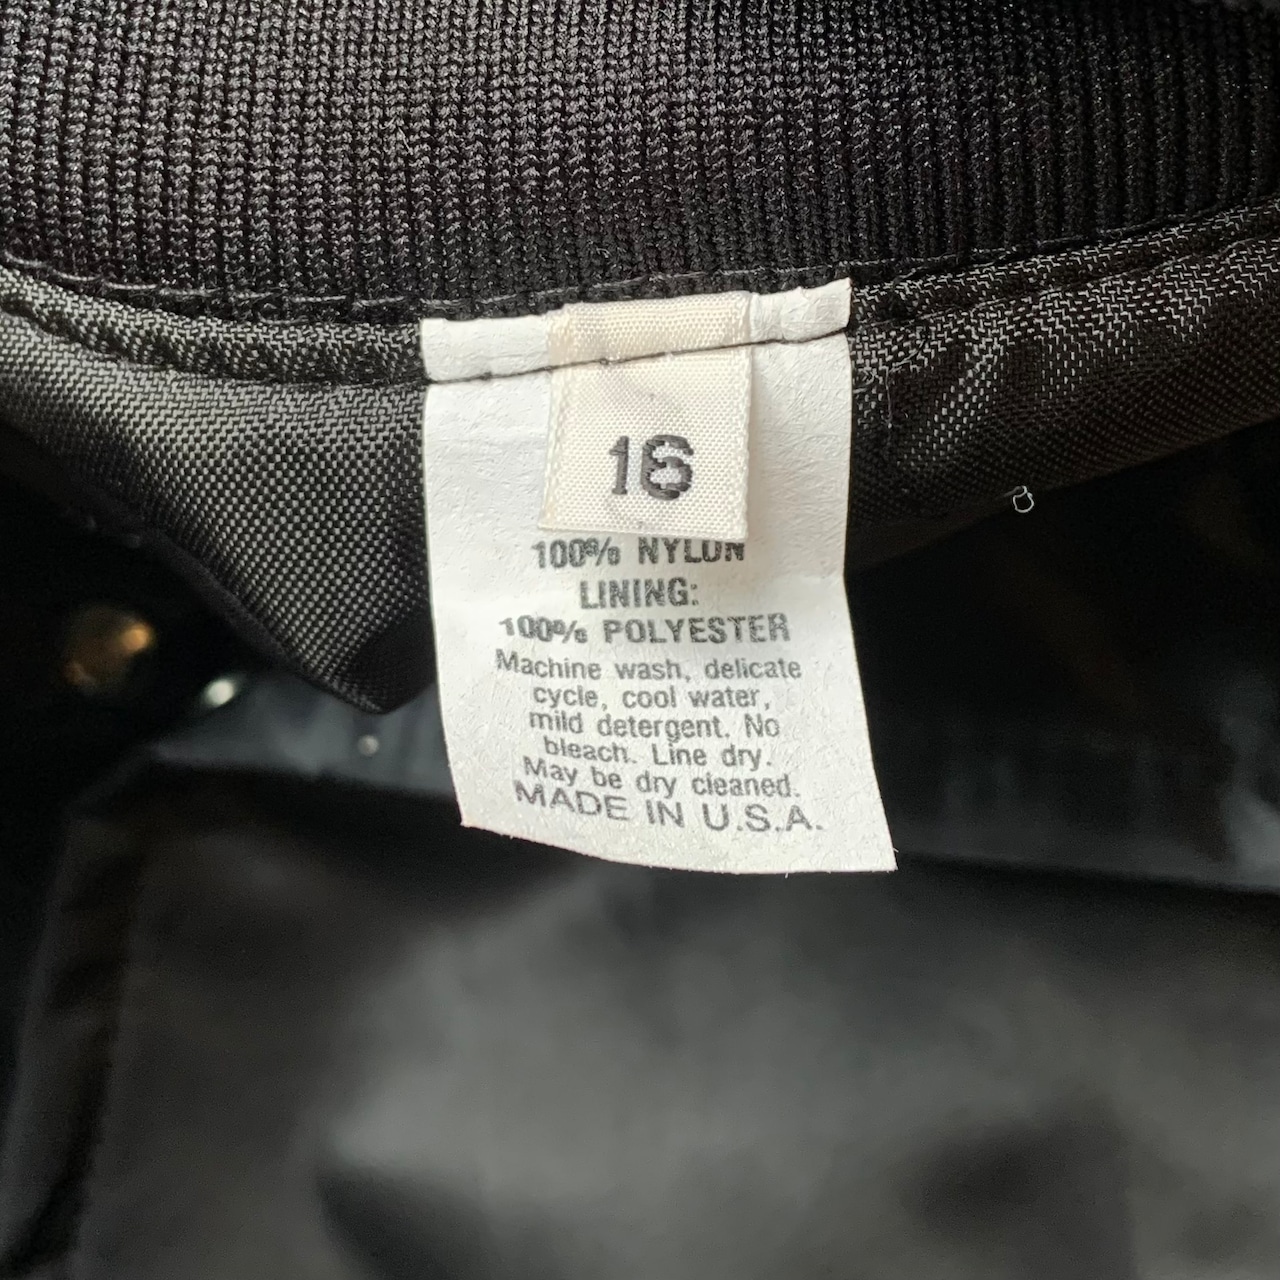 16
100% NYLON
LINING:
100% POLYESTER
Machine wash, delicate
cycle, cool water,
mild detergent. No
bleach. Line dry.
May be dry cleaned.
MADE IN U.S.A.